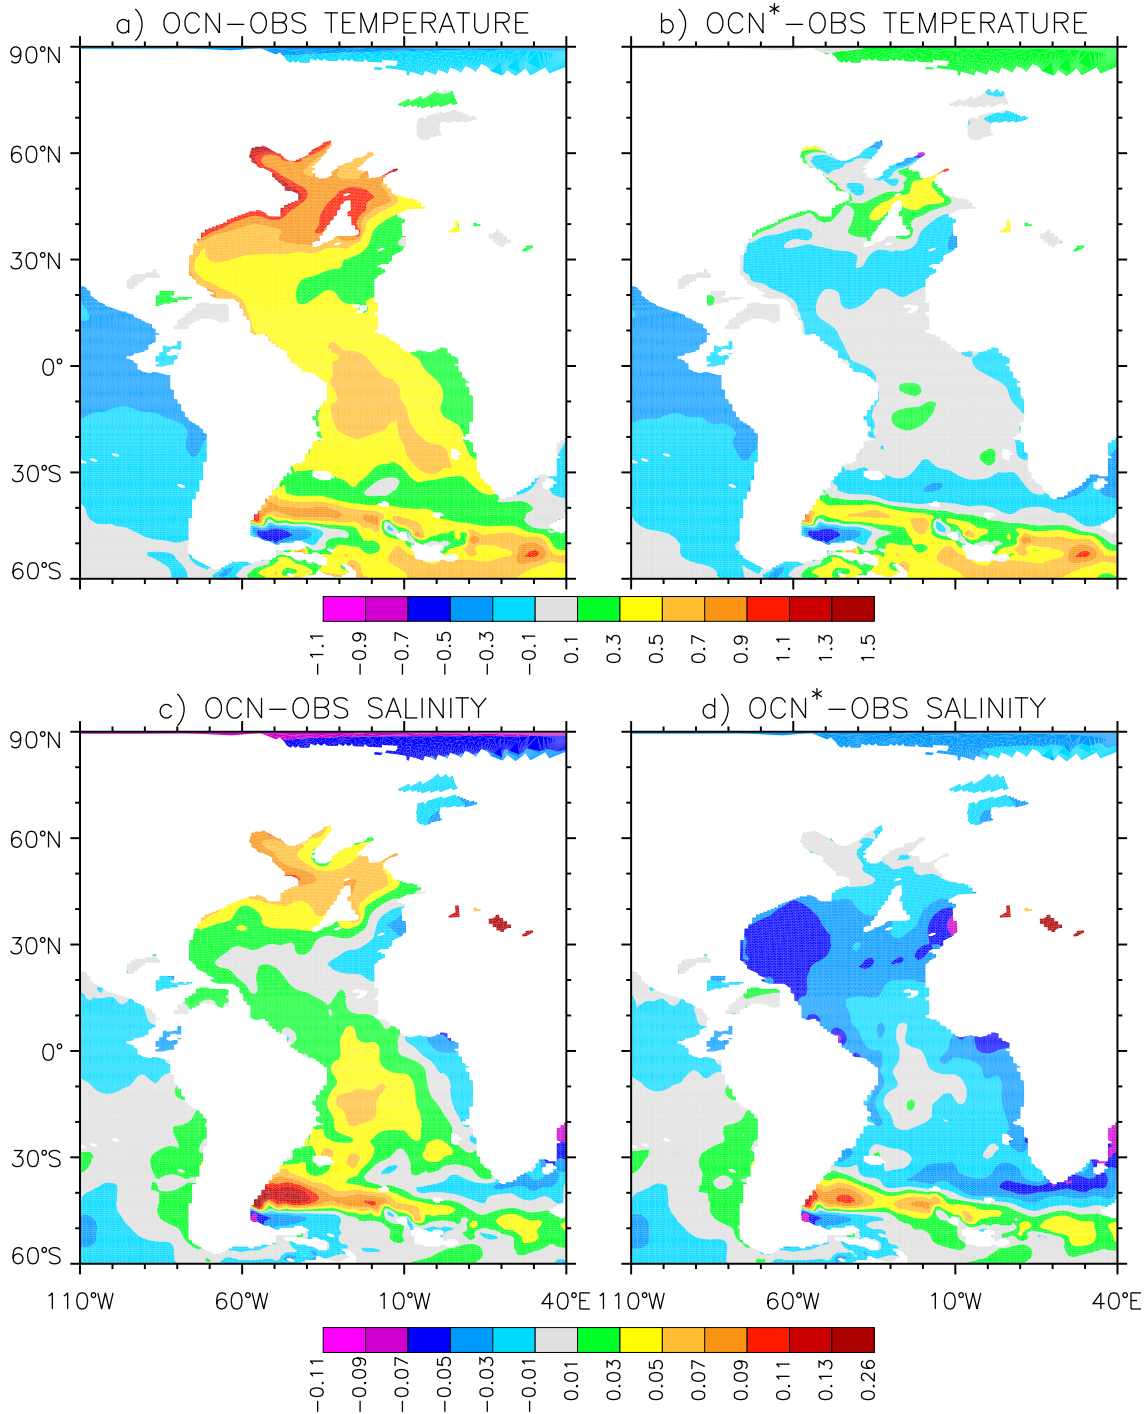 a) OCN-OBS TEMPERATURE
b) OCN*-OBS TEMPERATURE
90°N
60°N
30°N
0°
30°S
60°S
-1.1 -0.9 -0.7 -0.5 -0.3 -0.1 0.1 0.3 0.5 0.7 0.9 1.1 1.3 1.5
c) OCN-OBS SALINITY
d) OCN*-OBS SALINITY
90°N
60°N
30°N
0°
30°S
60°S
110°W 60°W 10°W 40°E 110°W 60°W 10°W 40°E
-0.11 -0.09 -0.07 -0.05 -0.03 -0.01 0.01 0.03 0.05 0.07 0.09 0.11 0.13 0.26